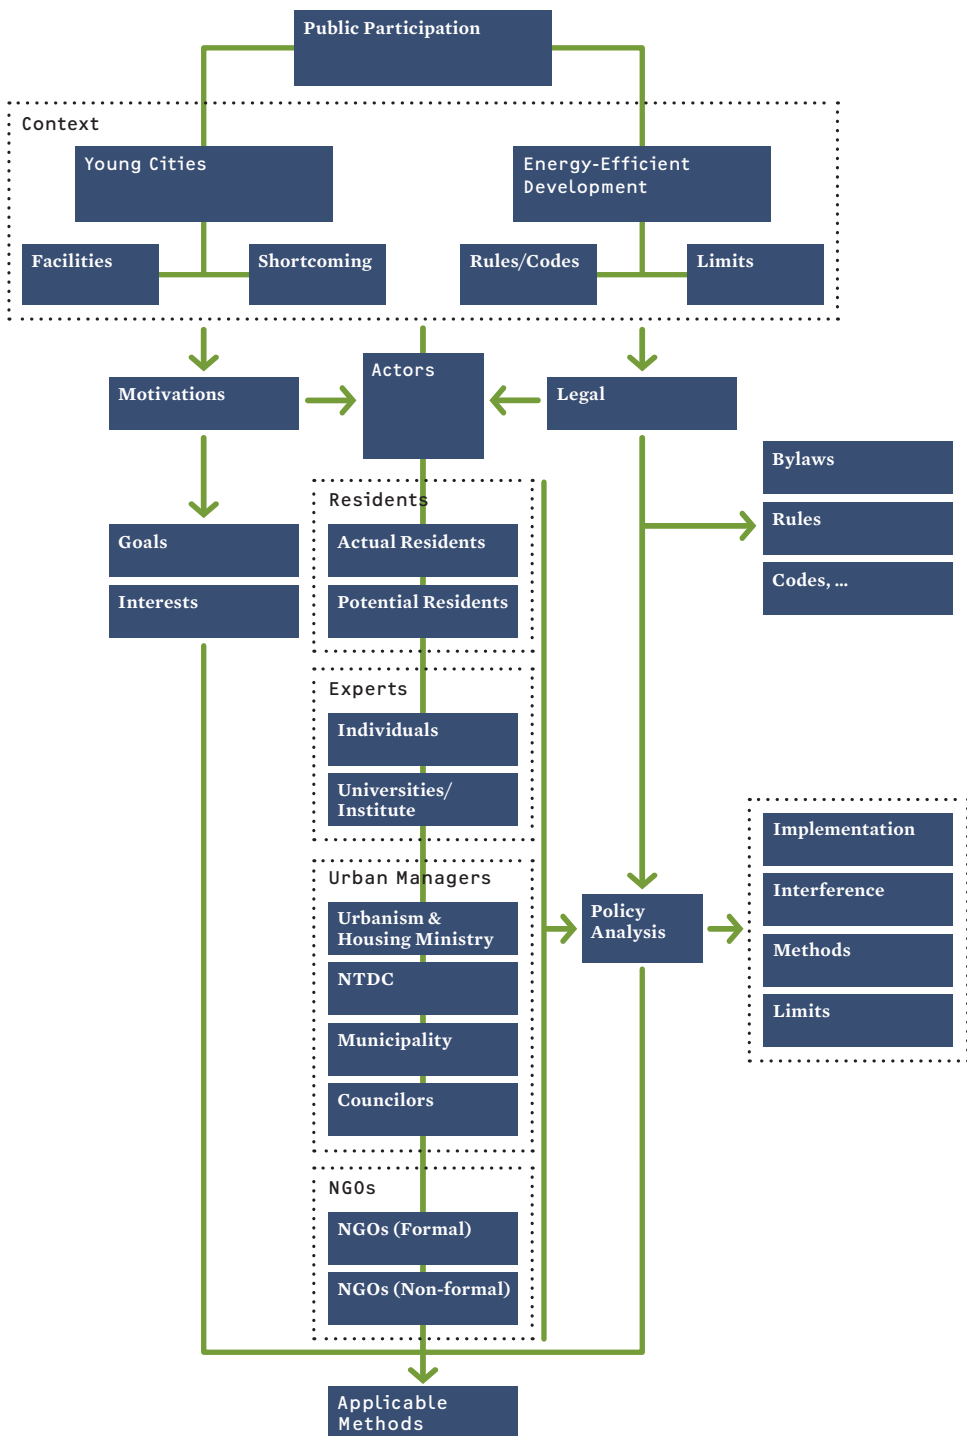 Public Participation
Context
Young Cities
Energy-Efficient
Development
Facilities
Shortcoming
Rules/Codes
Limits
Motivations
Actors
Legal
Bylaws
Rules
Codes, ...
Goals
Interests
Residents
Actual Residents
Potential Residents
Experts
Individuals
Universities/
Institute
Urban Managers
Urbanism &
Housing Ministry
NTDC
Municipality
Councilors
Policy
Analysis
Implementation
Interference
Methods
Limits
NGOs
NGOs (Formal)
NGOs (Non-formal)
Applicable
Methods